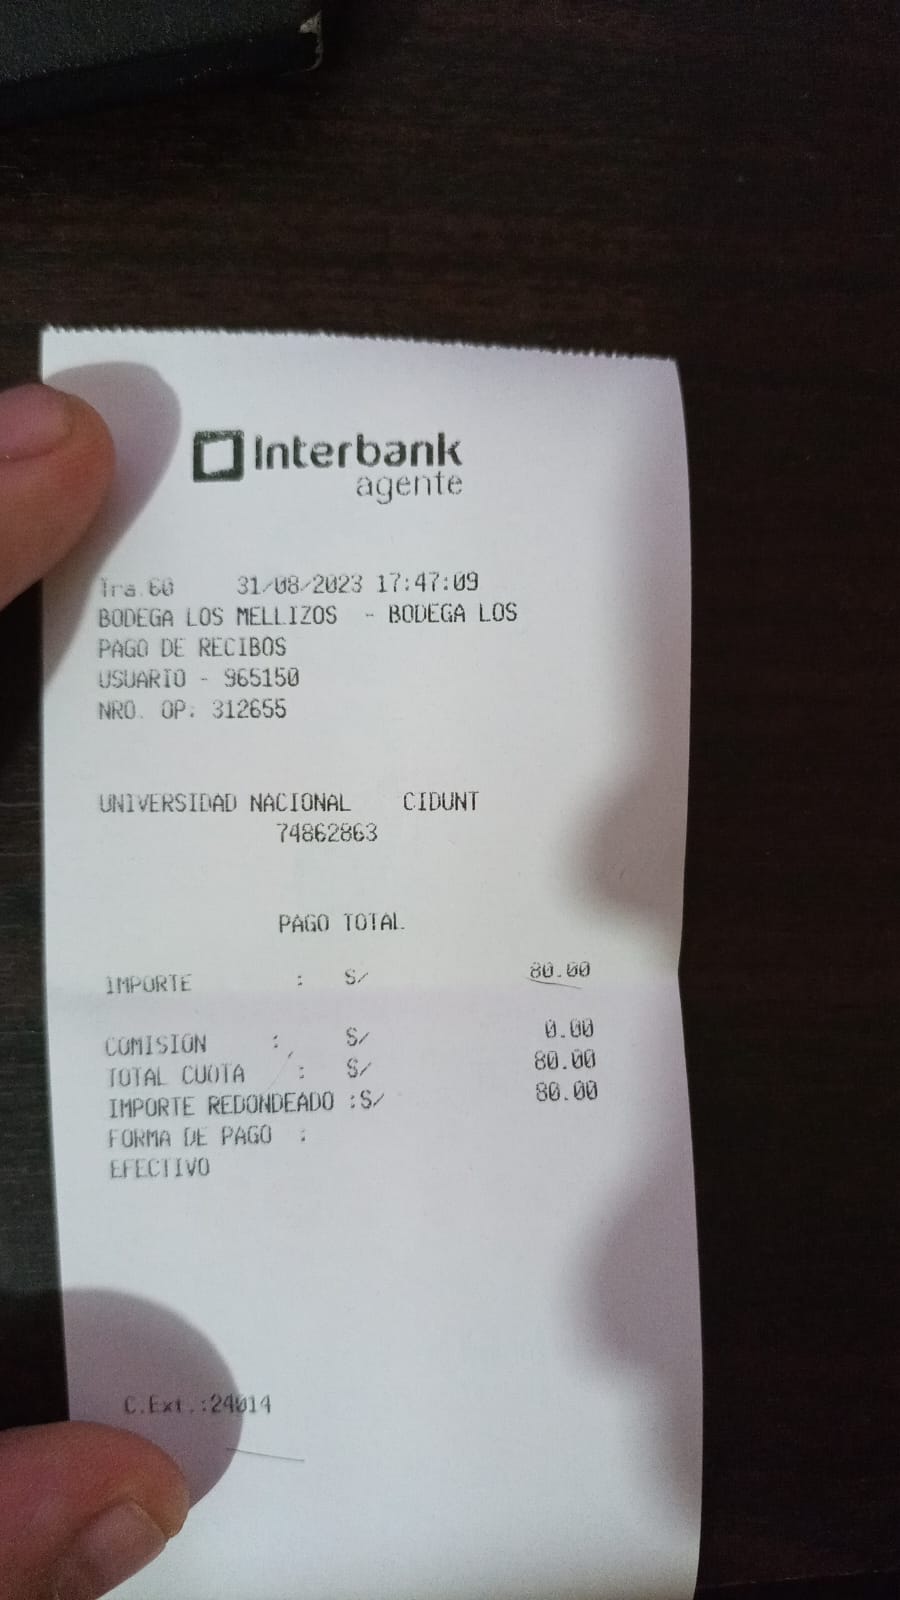 Interbank
agente
Tra.60 31/08/2023 17:47:09
BODEGA LOS MELLIZOS - BODEGA LOS
PAGO DE RECIBOS
USUARIO - 965150
NRO. OP: 312655
UNIVERSIDAD NACIONAL CIDUNT
74862863
PAGO TOTAL
IMPORTE : S/ 80.00
COMISION : S/ 0.00
TOTAL CUOTA : S/ 80.00
IMPORTE REDONDEADO :S/ 80.00
FORMA DE PAGO :
EFECTIVO
C.Ext.:24014